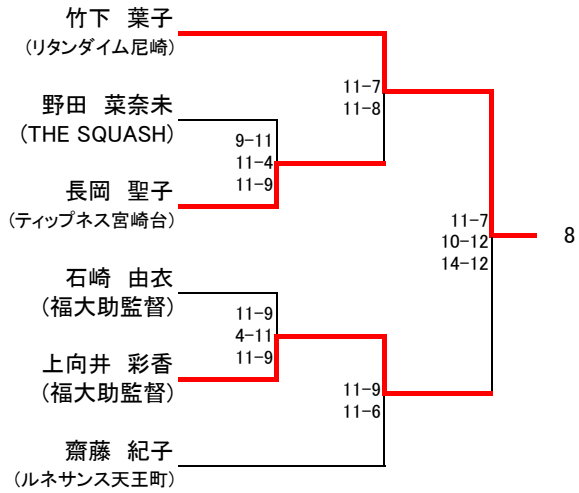 竹下　葉子
(リタンダイム尼崎)
11-7
11-8
野田　菜奈未
(THE SQUASH)
9-11
11-4
11-9
長岡　聖子
(ティップネス宮崎台)
11-7
10-12
14-12
8
石崎　由衣
(福大助監督)
11-9
4-11
11-9
上向井　彩香
(福大助監督)
11-9
11-6
齋藤　紀子
(ルネサンス天王町)